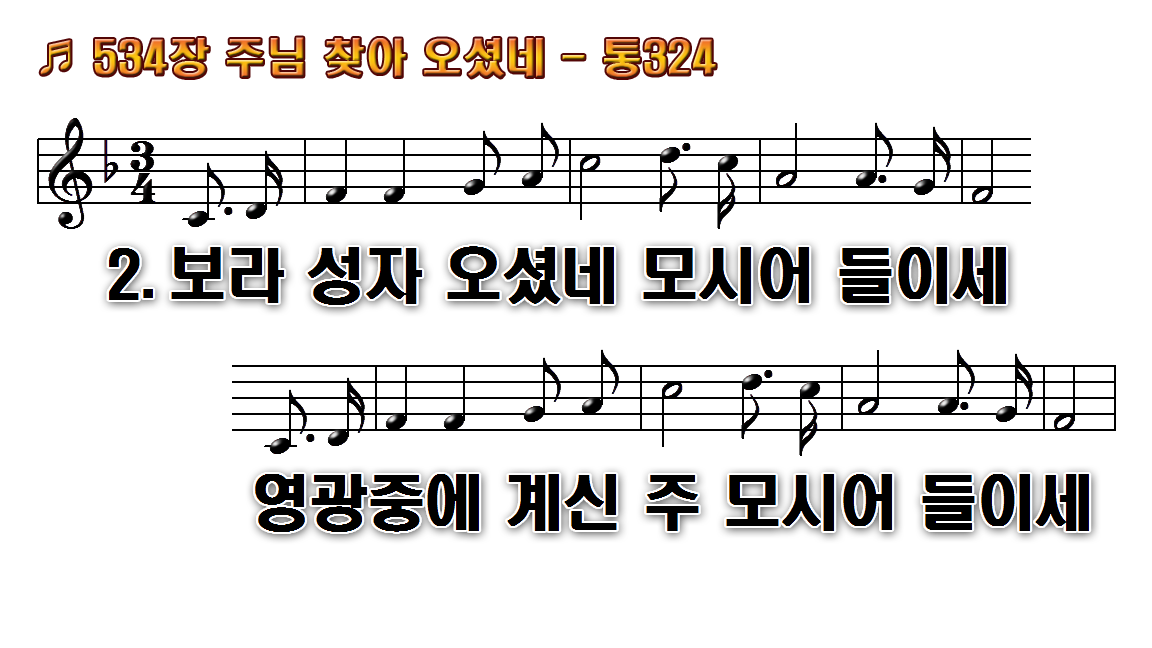 ♬ 534장 주님 찾아 오셨네 - 통324
3
4
2. 보라 성자 오셨네 모시어 들이세
영광중에 계신 주 모시어 들이세